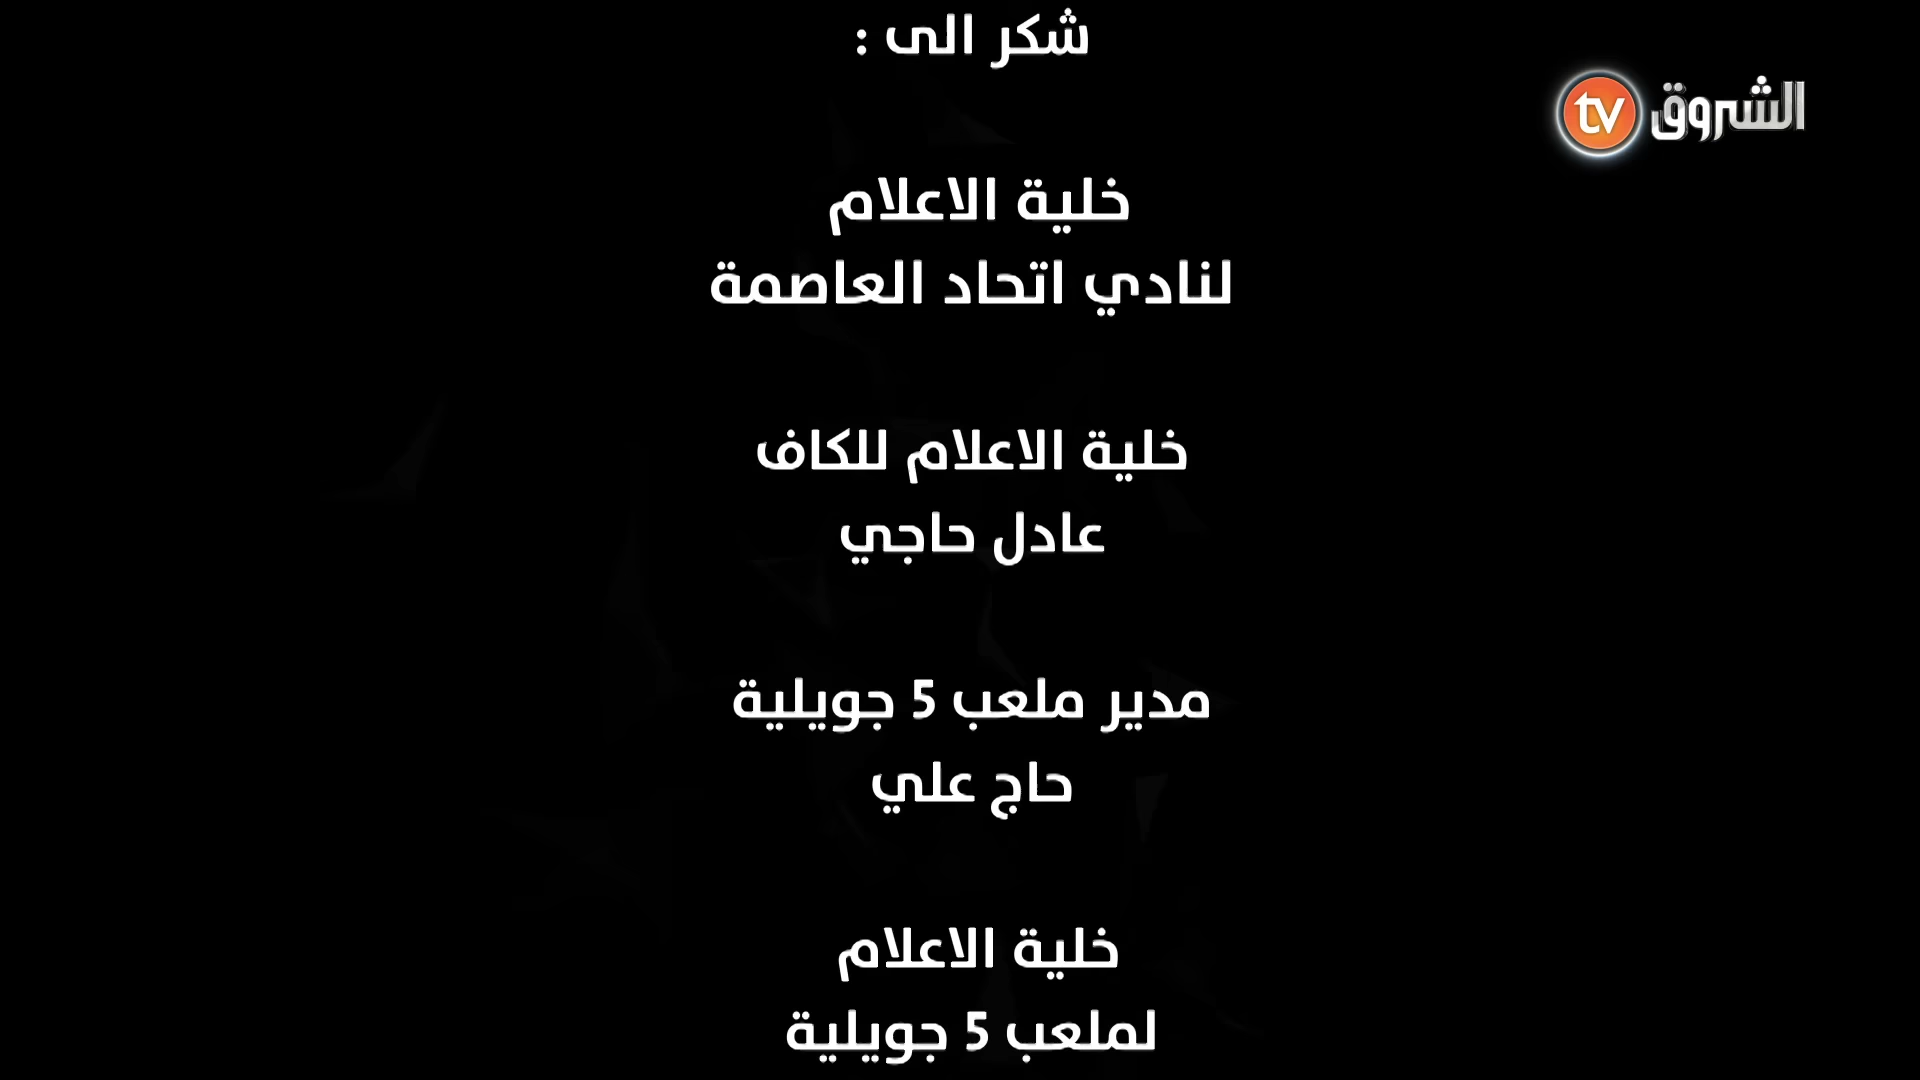 شكر الى :
الشروق tv
خلية الاعلام
لنادي اتحاد العاصمة
خلية الاعلام للكاف
عادل حاجي
مدير ملعب 5 جويلية
حاج علي
خلية الاعلام
لملعب 5 جويلية